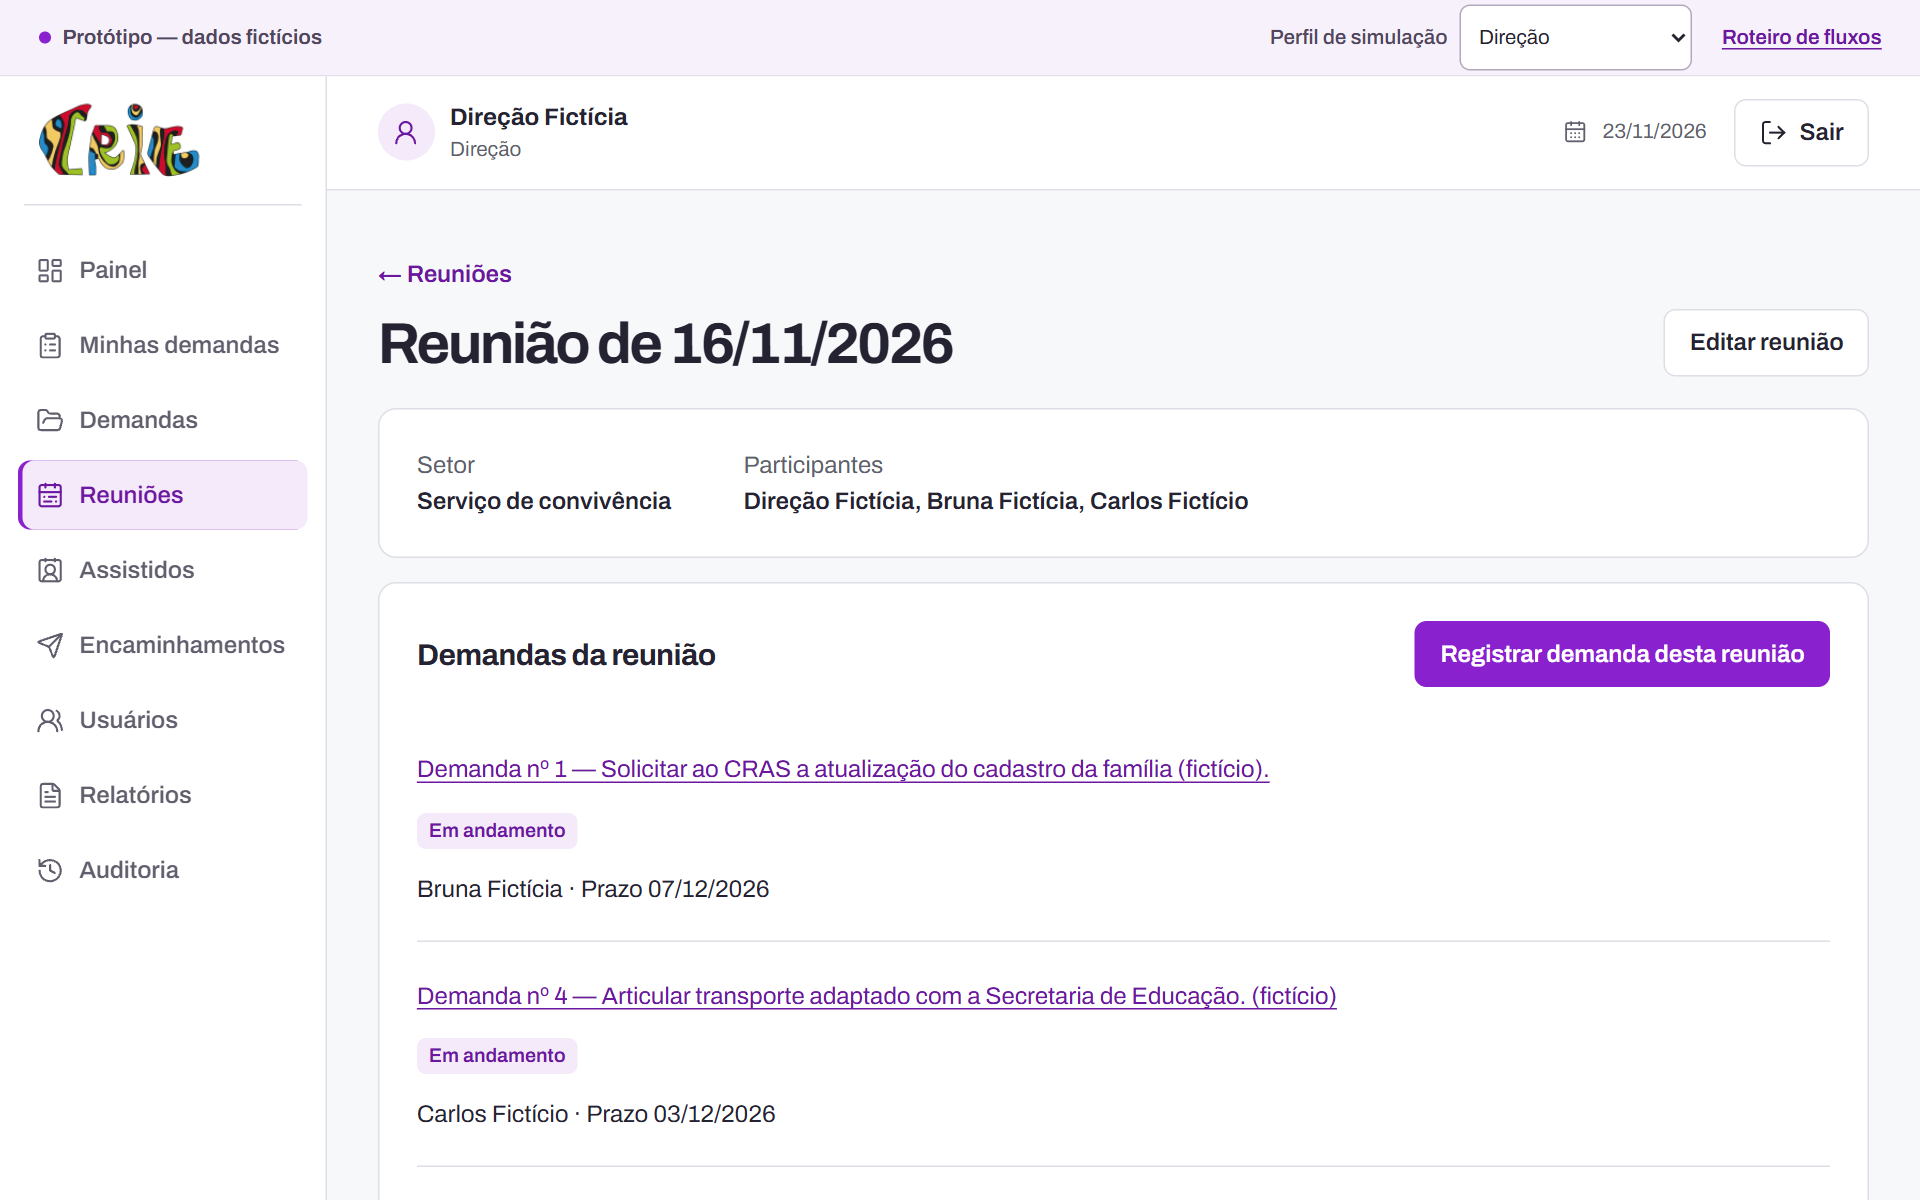 Protótipo — dados fictícios
Perfil de simulação
Direção
Roteiro de fluxos
CRIE
Direção Fictícia
Direção
23/11/2026
Sair
Painel
Minhas demandas
Demandas
Reuniões
Assistidos
Encaminhamentos
Usuários
Relatórios
Auditoria
← Reuniões
Reunião de 16/11/2026
Editar reunião
Setor
Serviço de convivência
Participantes
Direção Fictícia, Bruna Fictícia, Carlos Fictício
Demandas da reunião
Registrar demanda desta reunião
Demanda nº 1 — Solicitar ao CRAS a atualização do cadastro da família (fictício).
Em andamento
Bruna Fictícia · Prazo 07/12/2026
Demanda nº 4 — Articular transporte adaptado com a Secretaria de Educação. (fictício)
Em andamento
Carlos Fictício · Prazo 03/12/2026